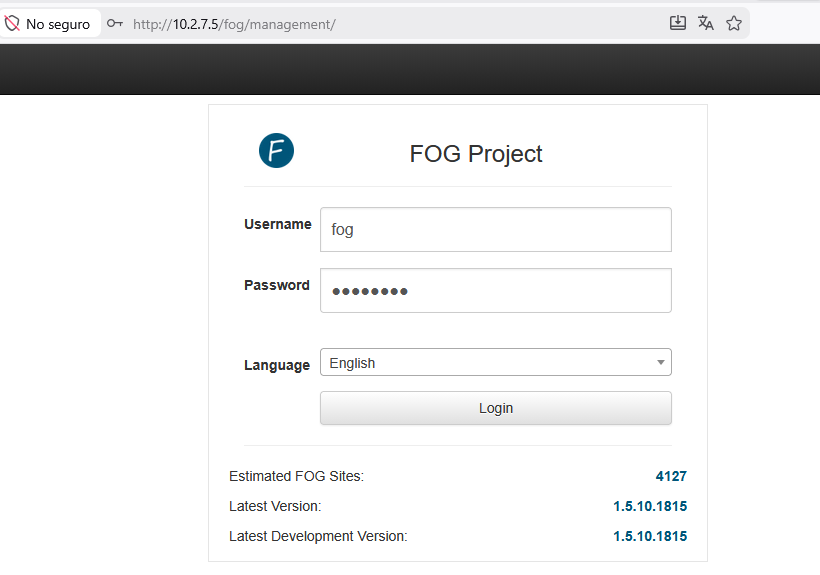 No seguro http://10.2.7.5/fog/management/
F FOG Project
Username fog
Password ●●●●●●●●
Language English
Login
Estimated FOG Sites: 4127
Latest Version: 1.5.10.1815
Latest Development Version: 1.5.10.1815